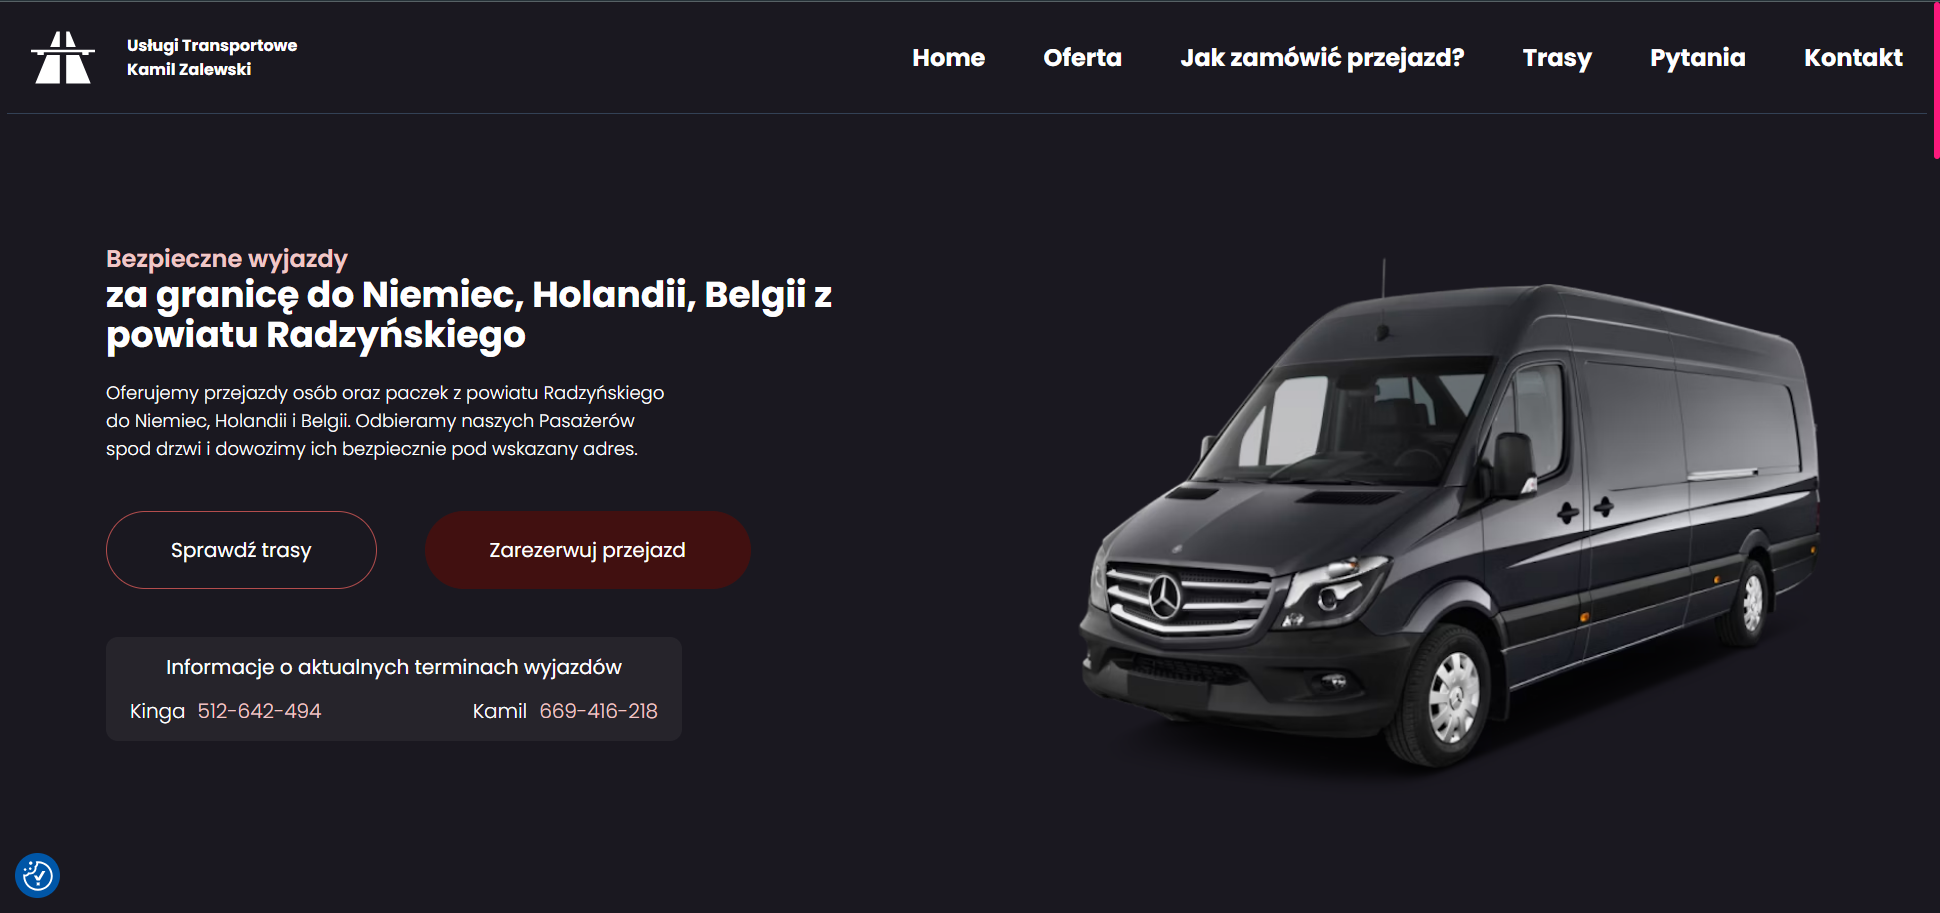 Usługi Transportowe
Kamil Zalewski
Home Oferta Jak zamówić przejazd? Trasy Pytania Kontakt
Bezpieczne wyjazdy
za granicę do Niemiec, Holandii, Belgii z
powiatu Radzyńskiego
Oferujemy przejazdy osób oraz paczek z powiatu Radzyńskiego
do Niemiec, Holandii i Belgii. Odbieramy naszych Pasażerów
spod drzwi i dowozimy ich bezpiecznie pod wskazany adres.
Sprawdź trasy Zarezerwuj przejazd
Informacje o aktualnych terminach wyjazdów
Kinga 512-642-494 Kamil 669-416-218